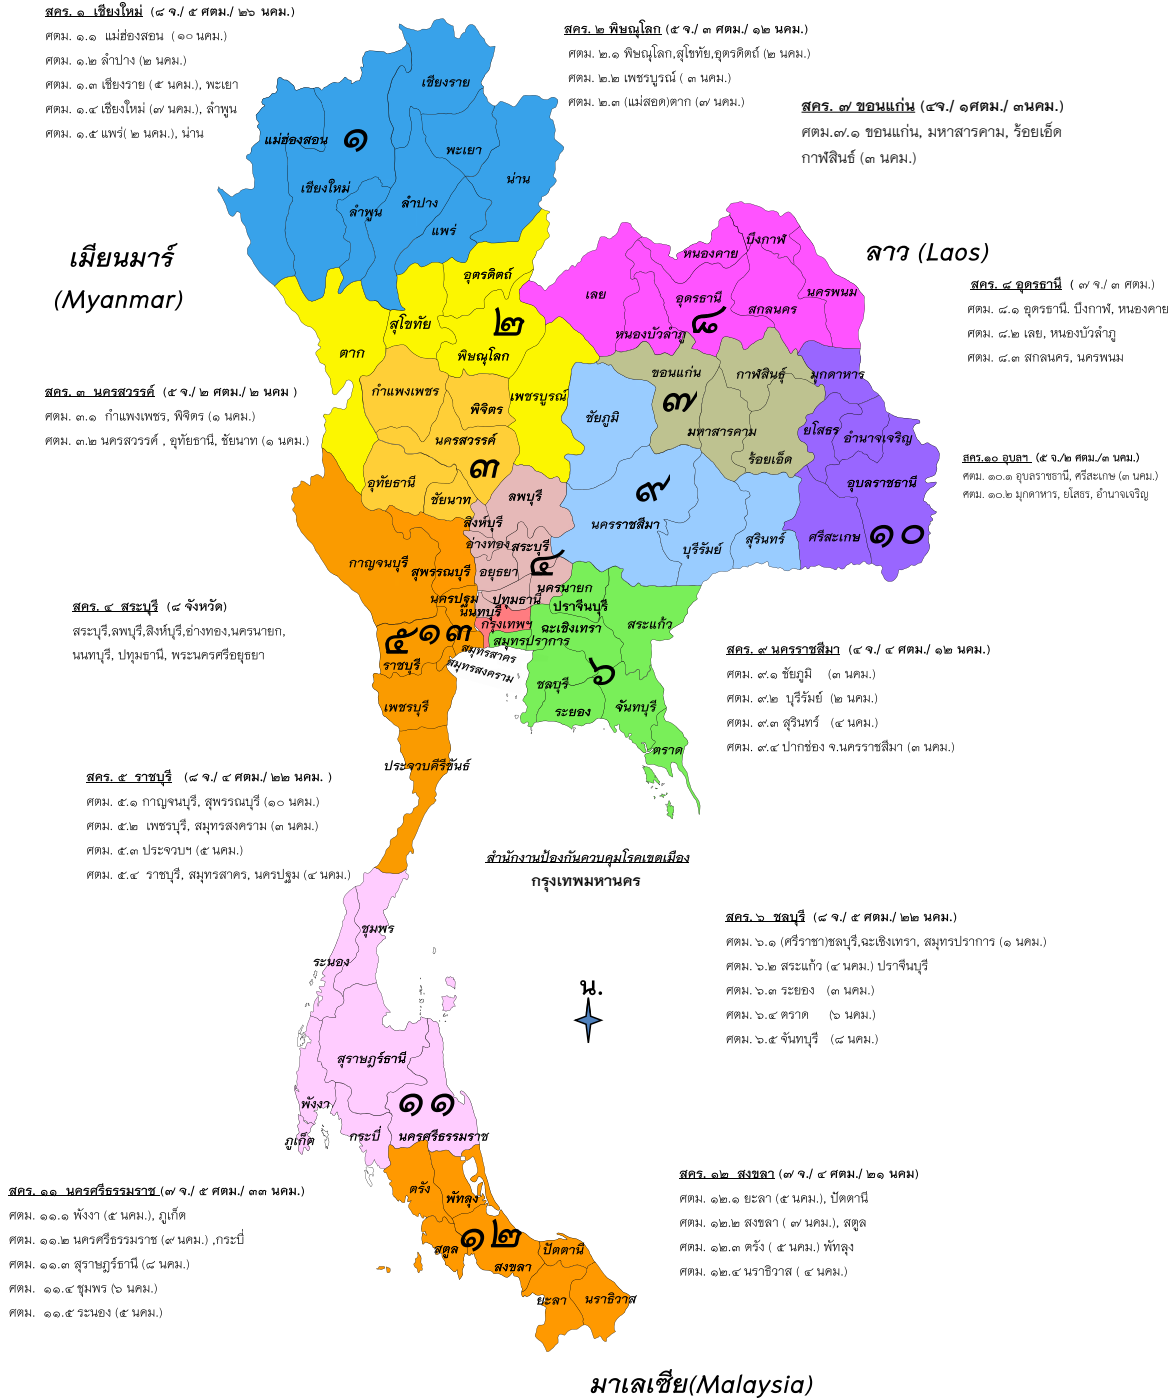 สคร. ๑ เชียงใหม่ (๘ จ./ ๕ ศตม./ ๒๖ นคม.)
ศตม. ๑.๑ แม่ฮ่องสอน (๑๐ นคม.)
ศตม. ๑.๒ ลำปาง (๒ นคม.)
ศตม. ๑.๓ เชียงราย (๕ นคม.), พะเยา
ศตม. ๑.๔ เชียงใหม่ (๗ นคม.), ลำพูน
ศตม. ๑.๕ แพร่( ๒ นคม.), น่าน
สคร. ๒ พิษณุโลก (๕ จ./ ๓ ศตม./ ๑๒ นคม.)
ศตม. ๒.๑ พิษณุโลก,สุโขทัย,อุตรดิตถ์ (๒ นคม.)
ศตม. ๒.๒ เพชรบูรณ์ ( ๓ นคม.)
ศตม. ๒.๓ (แม่สอด)ตาก (๗ นคม.)
สคร. ๗ ขอนแก่น (๔จ./ ๑ศตม./ ๓นคม.)
ศตม.๗.๑ ขอนแก่น, มหาสารคาม, ร้อยเอ็ด
กาฬสินธ์ (๓ นคม.)
เชียงราย
แม่ฮ่องสอน
๑
พะเยา
น่าน
เชียงใหม่
ลำพูน
ลำปาง
แพร่
เมียนมาร์
(Myanmar)
ลาว (Laos)
อุตรดิตถ์
สุโขทัย
๒
ตาก
พิษณุโลก
เพชรบูรณ์
บึงกาฬ
หนองคาย
เลย
อุดรธานี
นครพนม
สกลนคร
หนองบัวลำภู
๘
สคร. ๘ อุดรธานี ( ๗ จ./ ๓ ศตม.)
ศตม. ๘.๑ อุดรธานี. บึงกาฬ, หนองคาย
ศตม. ๘.๒ เลย, หนองบัวลำภู
ศตม. ๘.๓ สกลนคร, นครพนม
สคร. ๓ นครสวรรค์ (๕ จ./ ๒ ศตม./ ๒ นคม )
ศตม. ๓.๑ กำแพงเพชร, พิจิตร (๑ นคม.)
ศตม. ๓.๒ นครสวรรค์ , อุทัยธานี, ชัยนาท (๑ นคม.)
กำแพงเพชร
พิจิตร
นครสวรรค์
๓
อุทัยธานี
ชัยนาท
ขอนแก่น
กาฬสินธุ์
๗
มหาสารคาม
ร้อยเอ็ด
ชัยภูมิ
๙
นครราชสีมา
บุรีรัมย์
สุรินทร์
มุกดาหาร
ยโสธร
อำนาจเจริญ
อุบลราชธานี
ศรีสะเกษ
๑๐
สคร.๑๐ อุบลฯ (๕ จ./๒ ศตม./๓ นคม.)
ศตม. ๑๐.๑ อุบลราชธานี, ศรีสะเกษ (๓ นคม.)
ศตม. ๑๐.๒ มุกดาหาร, ยโสธร, อำนาจเจริญ
ลพบุรี
สิงห์บุรี
อ่างทอง
สระบุรี
อยุธยา
๔
นครนายก
ปทุมธานี
นนทบุรี
กรุงเทพฯ
กาญจนบุรี
สุพรรณบุรี
นครปฐม
๕
๑๓
ราชบุรี
สมุทรสาคร
สมุทรสงคราม
เพชรบุรี
ประจวบคีรีขันธ์
ปราจีนบุรี
ฉะเชิงเทรา
สระแก้ว
สมุทรปราการ
ชลบุรี
๖
ระยอง
จันทบุรี
ตราด
สคร. ๔ สระบุรี (๘ จังหวัด)
สระบุรี,ลพบุรี,สิงห์บุรี,อ่างทอง,นครนายก,
นนทบุรี, ปทุมธานี, พระนครศรีอยุธยา
สคร. ๙ นครราชสีมา (๔ จ./ ๔ ศตม./ ๑๒ นคม.)
ศตม. ๙.๑ ชัยภูมิ (๓ นคม.)
ศตม. ๙.๒ บุรีรัมย์ (๒ นคม.)
ศตม. ๙.๓ สุรินทร์ (๔ นคม.)
ศตม. ๙.๔ ปากช่อง จ.นครราชสีมา (๓ นคม.)
สคร. ๕ ราชบุรี (๘ จ./ ๔ ศตม./ ๒๒ นคม. )
ศตม. ๕.๑ กาญจนบุรี, สุพรรณบุรี (๑๐ นคม.)
ศตม. ๕.๒ เพชรบุรี, สมุทรสงคราม (๓ นคม.)
ศตม. ๕.๓ ประจวบฯ (๕ นคม.)
ศตม. ๕.๔ ราชบุรี, สมุทรสาคร, นครปฐม (๔ นคม.)
สำนักงานป้องกันควบคุมโรคเขตเมือง
กรุงเทพมหานคร
สคร. ๖ ชลบุรี (๘ จ./ ๕ ศตม./ ๒๒ นคม.)
ศตม. ๖.๑ (ศรีราชา)ชลบุรี,ฉะเชิงเทรา, สมุทรปราการ (๑ นคม.)
ศตม. ๖.๒ สระแก้ว (๔ นคม.) ปราจีนบุรี
ศตม. ๖.๓ ระยอง (๓ นคม.)
ศตม. ๖.๔ ตราด (๖ นคม.)
ศตม. ๖.๕ จันทบุรี (๘ นคม.)
น.
ชุมพร
ระนอง
สุราษฎร์ธานี
พังงา
๑๑
ภูเก็ต
กระบี่
นครศรีธรรมราช
ตรัง
พัทลุง
สตูล
๑๒
สงขลา
ปัตตานี
ยะลา
นราธิวาส
สคร. ๑๑ นครศรีธรรมราช (๗ จ./ ๕ ศตม./ ๓๓ นคม.)
ศตม. ๑๑.๑ พังงา (๕ นคม.), ภูเก็ต
ศตม. ๑๑.๒ นครศรีธรรมราช (๙ นคม.) ,กระบี่
ศตม. ๑๑.๓ สุราษฎร์ธานี (๘ นคม.)
ศตม. ๑๑.๔ ชุมพร (๖ นคม.)
ศตม. ๑๑.๕ ระนอง (๕ นคม.)
สคร. ๑๒ สงขลา (๗ จ./ ๔ ศตม./ ๒๑ นคม)
ศตม. ๑๒.๑ ยะลา (๕ นคม.), ปัตตานี
ศตม. ๑๒.๒ สงขลา ( ๗ นคม.), สตูล
ศตม. ๑๒.๓ ตรัง ( ๕ นคม.) พัทลุง
ศตม. ๑๒.๔ นราธิวาส ( ๔ นคม.)
มาเลเซีย(Malaysia)